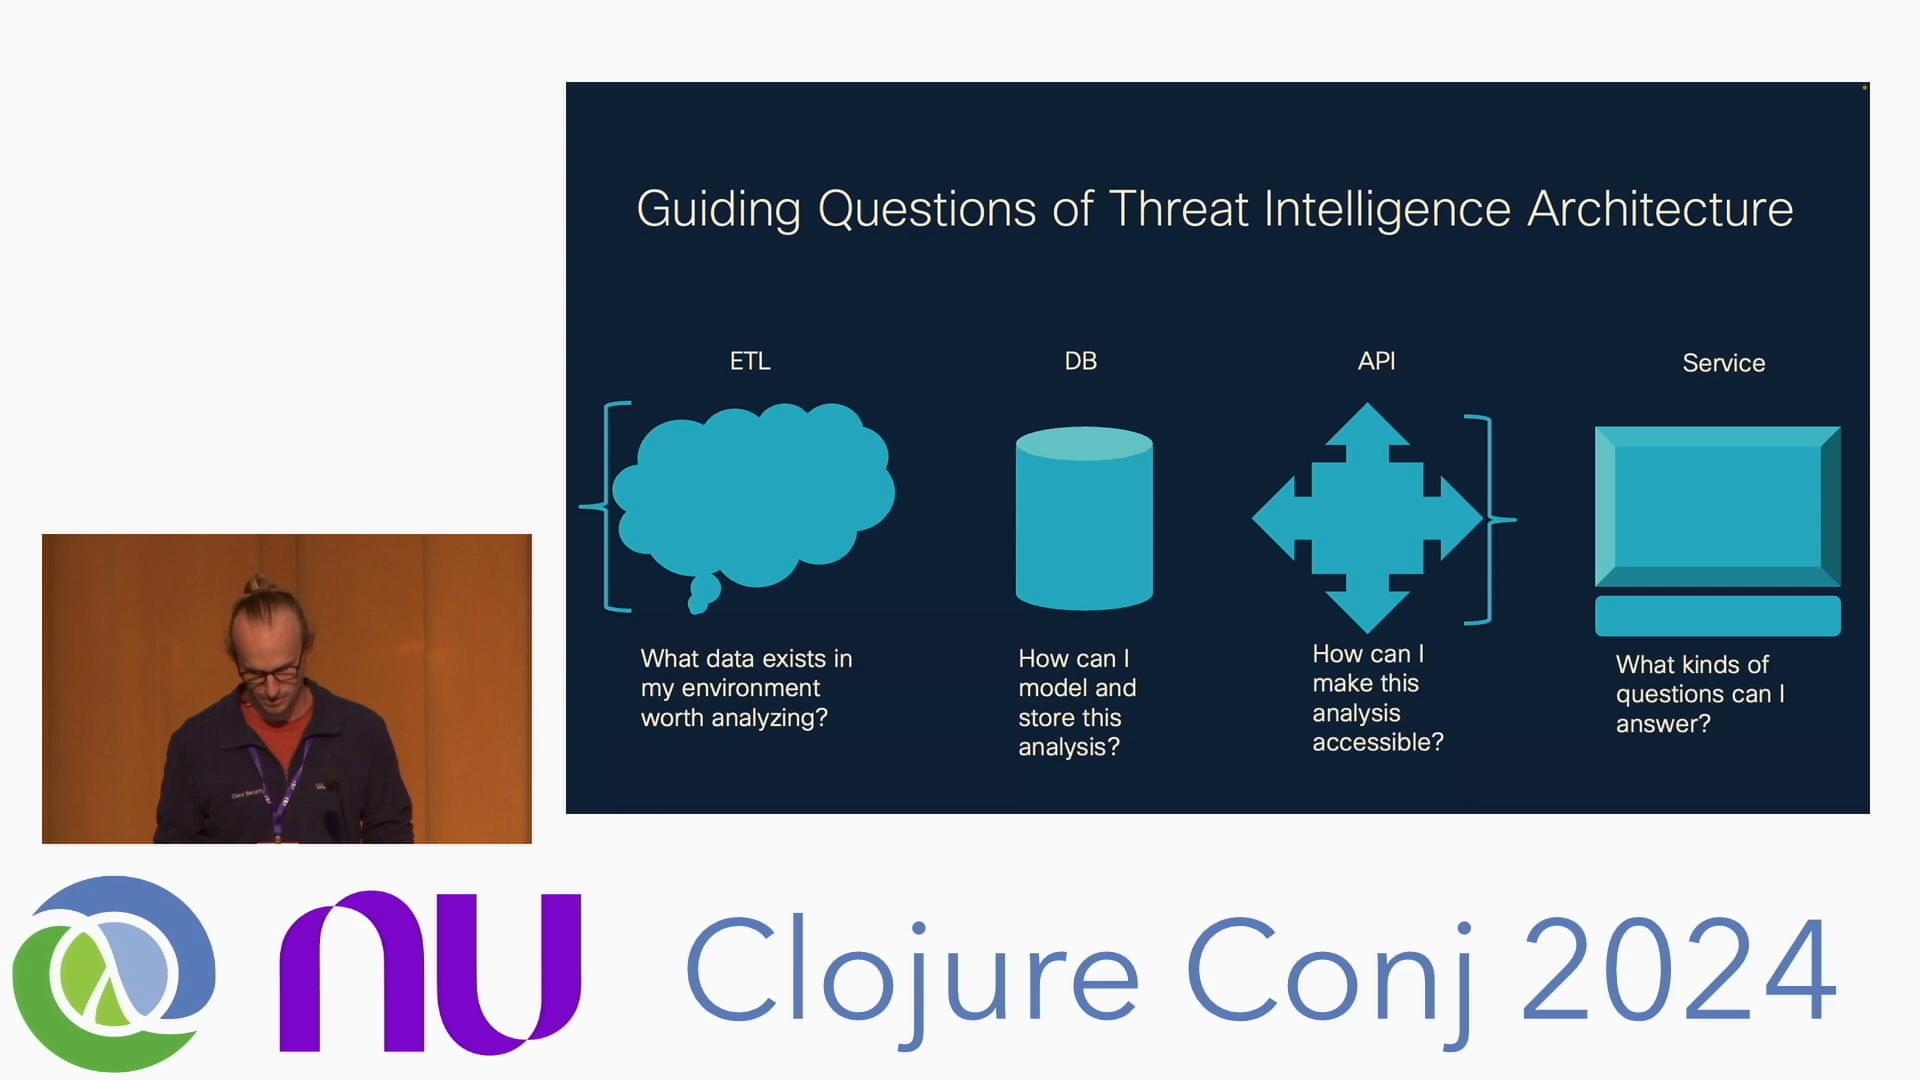 Guiding Questions of Threat Intelligence Architecture
ETL
DB
API
Service
What data exists in
my environment
worth analyzing?
How can I
model and
store this
analysis?
How can I
make this
analysis
accessible?
What kinds of
questions can I
answer?
Cisco Security
nu
Clojure Conj 2024